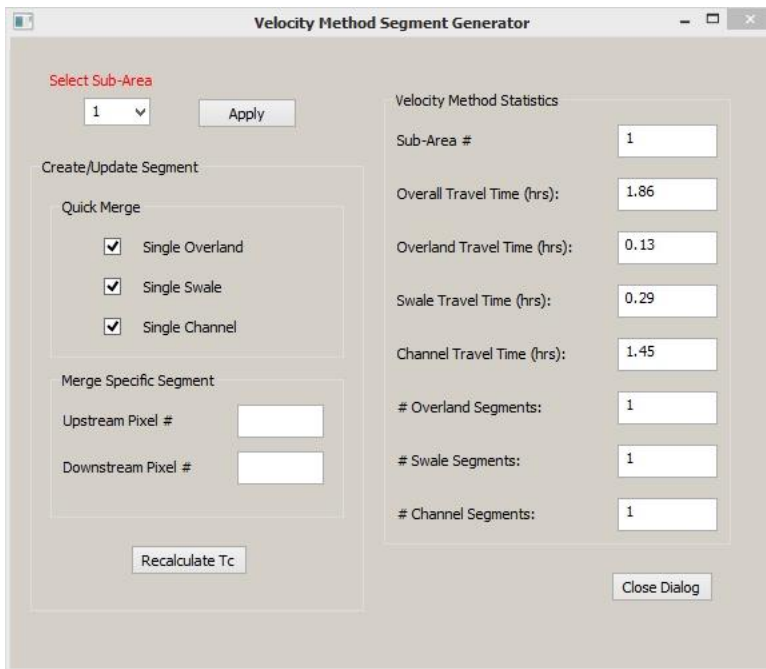 Velocity Method Segment Generator
Select Sub-Area
1
Apply
Create/Update Segment
Quick Merge
Single Overland
Single Swale
Single Channel
Merge Specific Segment
Upstream Pixel #
Downstream Pixel #
Recalculate Tc
Velocity Method Statistics
Sub-Area # 1
Overall Travel Time (hrs): 1.86
Overland Travel Time (hrs): 0.13
Swale Travel Time (hrs): 0.29
Channel Travel Time (hrs): 1.45
# Overland Segments: 1
# Swale Segments: 1
# Channel Segments: 1
Close Dialog